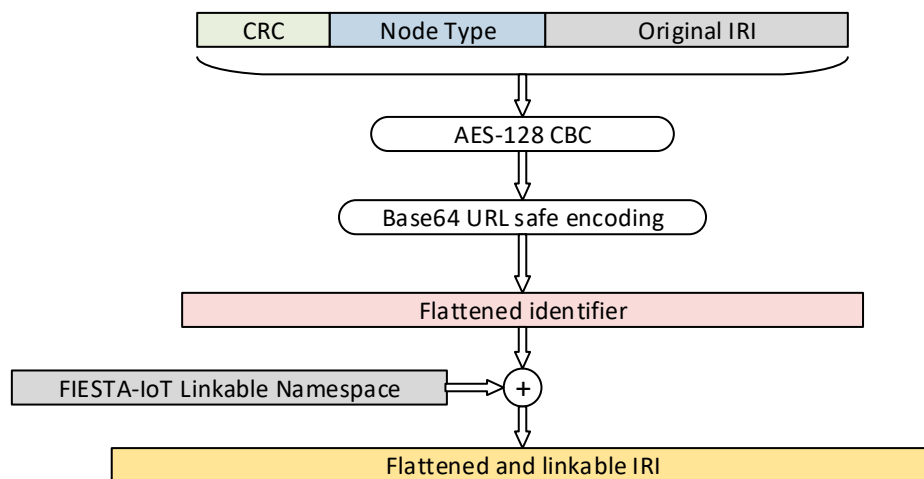 CRC Node Type Original IRI
AES-128 CBC
Base64 URL safe encoding
Flattened identifier
FIESTA-IoT Linkable Namespace +
Flattened and linkable IRI